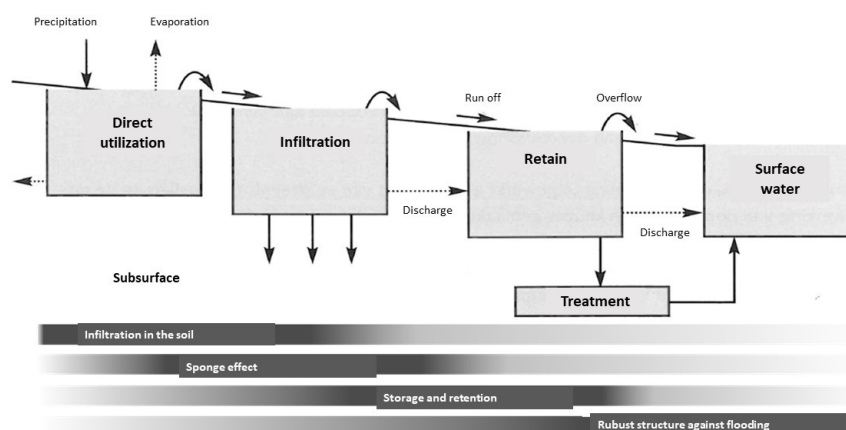 Precipitation
Evaporation
Direct
utilization
Infiltration
Run off
Overflow
Retain
Surface
water
Discharge
Discharge
Subsurface
Treatment
Infiltration in the soil
Sponge effect
Storage and retention
Rubust structure against flooding